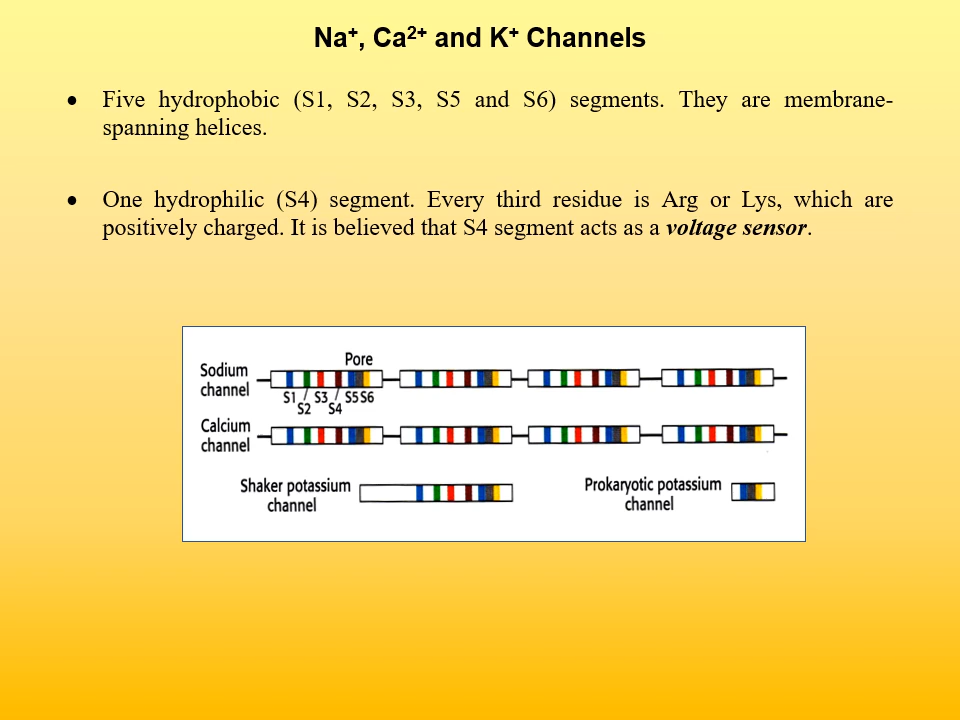 Na⁺, Ca²⁺ and K⁺ Channels
• Five hydrophobic (S1, S2, S3, S5 and S6) segments. They are membrane-
spanning helices.
• One hydrophilic (S4) segment. Every third residue is Arg or Lys, which are
positively charged. It is believed that S4 segment acts as a voltage sensor.
Pore
Sodium
channel
S1 S3 S5 S6
S2 S4
Calcium
channel
Shaker potassium
channel
Prokaryotic potassium
channel